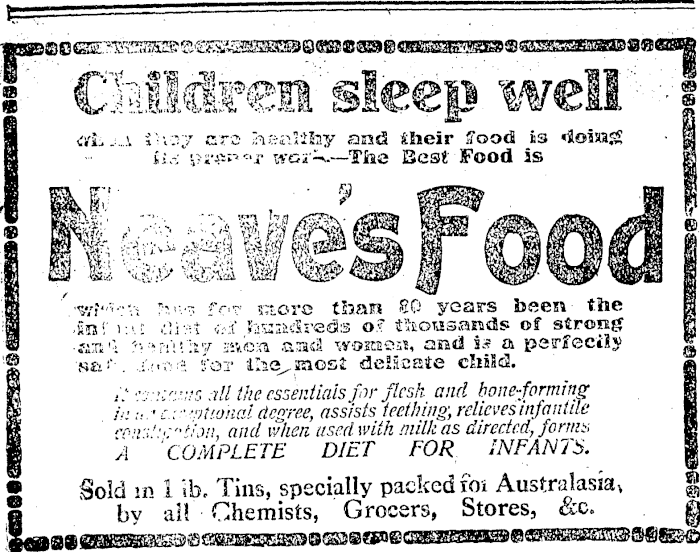 Children sleep well
when they are healthy and their food is doing
its proper work—The Best Food is
Neave's Food
which has for more than 80 years been the
infant diet of hundreds of thousands of strong
and healthy men and women, and is a perfectly
safe food for the most delicate child.
It contains all the essentials for flesh and bone-forming
in an exceptional degree, assists teething, relieves infantile
constipation, and when used with milk as directed, forms
A COMPLETE DIET FOR INFANTS.
Sold in 1 lb. Tins, specially packed for Australasia,
by all Chemists, Grocers, Stores, &c.